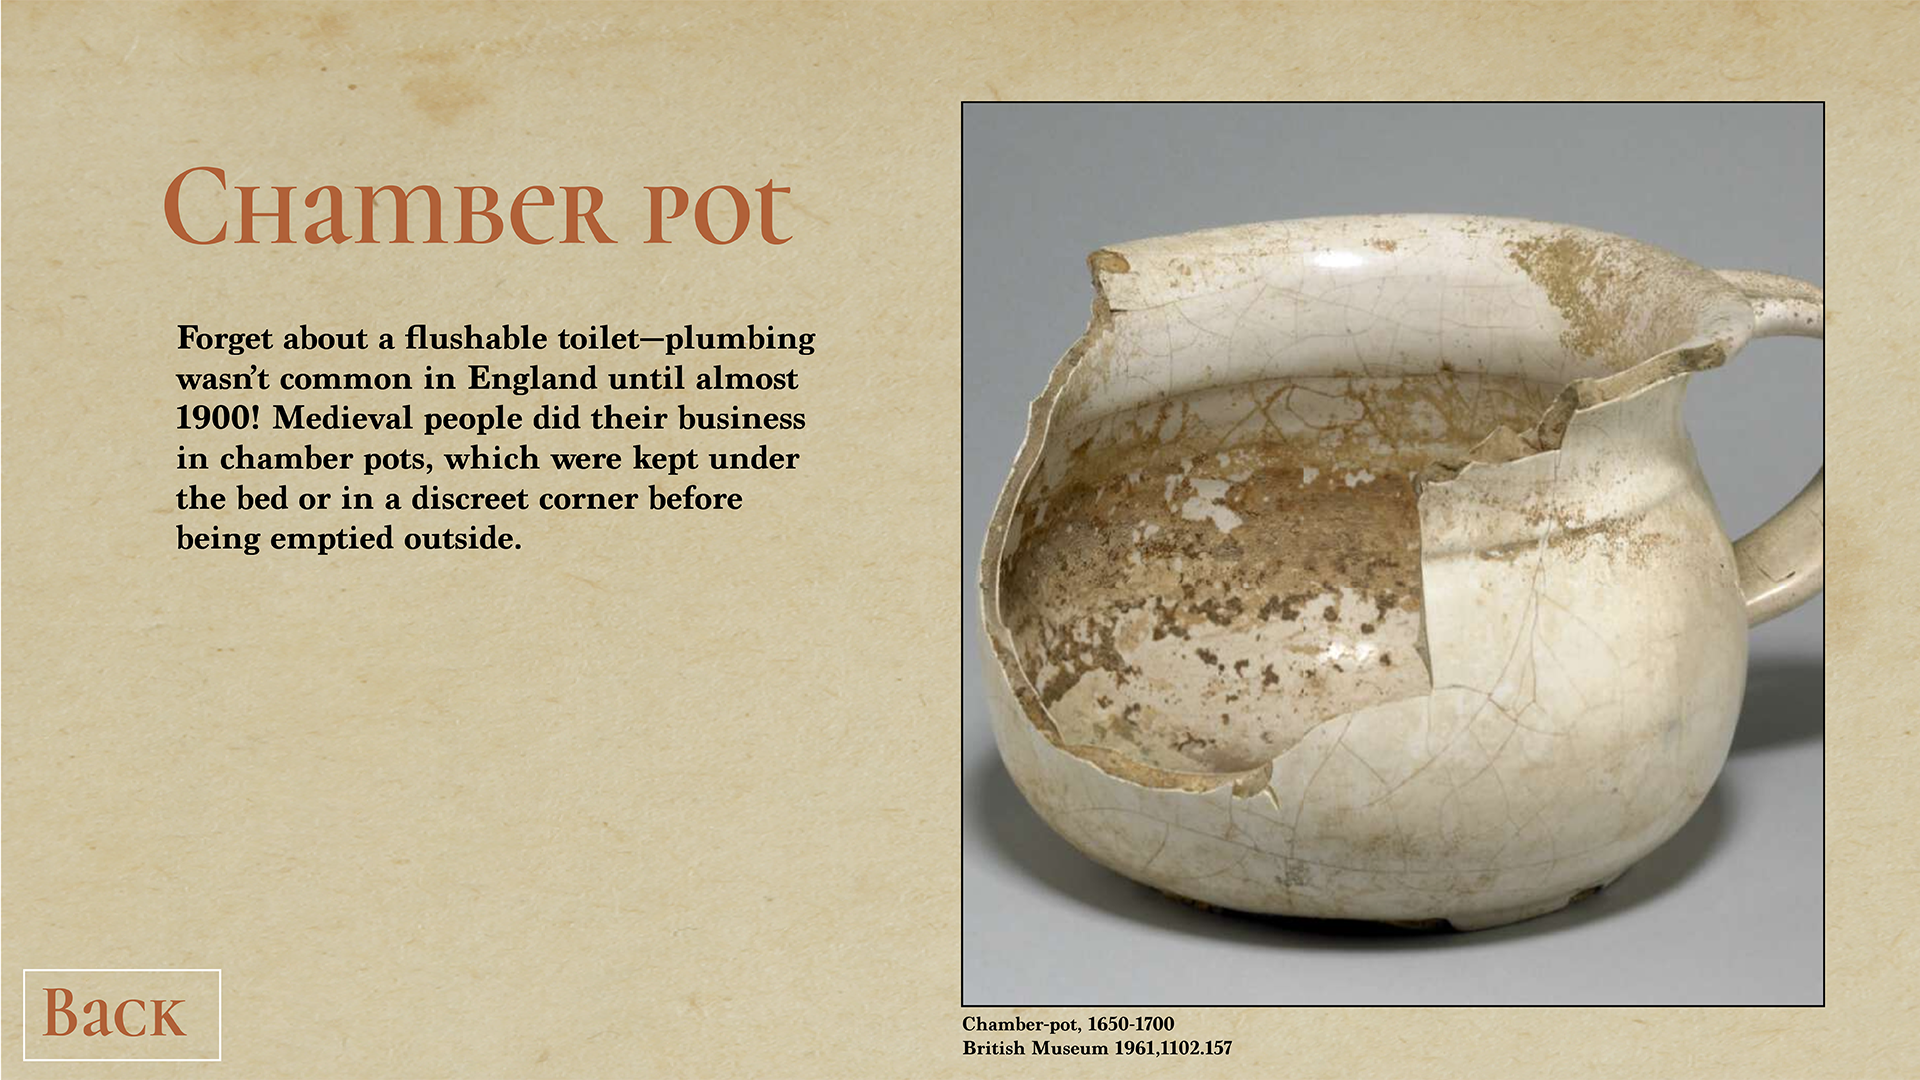 Chamber pot
Forget about a flushable toilet—plumbing
wasn’t common in England until almost
1900! Medieval people did their business
in chamber pots, which were kept under
the bed or in a discreet corner before
being emptied outside.
Chamber-pot, 1650-1700
British Museum 1961,1102.157
Back